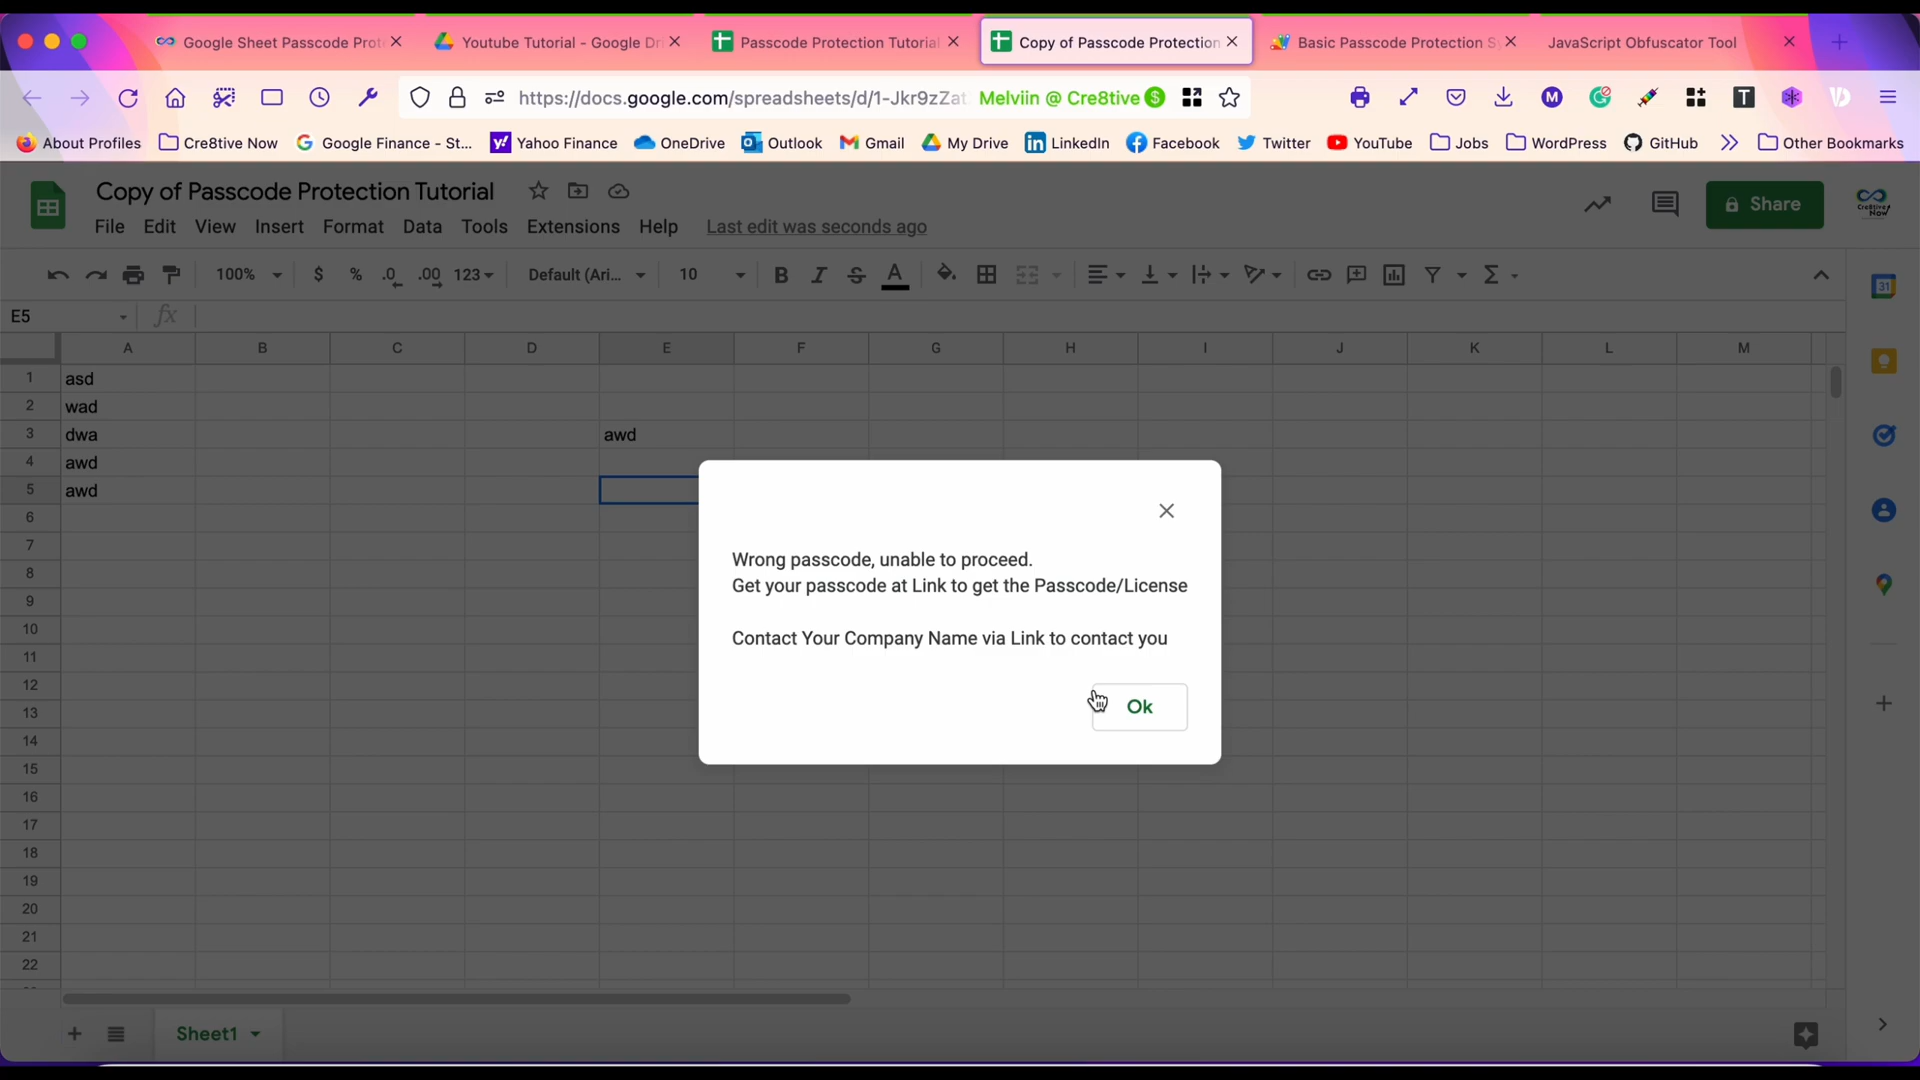 Google Sheet Passcode Prot
Youtube Tutorial - Google Dri
Passcode Protection Tutorial
Copy of Passcode Protection
Basic Passcode Protection Sy
JavaScript Obfuscator Tool
https://docs.google.com/spreadsheets/d/1-Jkr9zZat
Melviin @ Cre8tive
About Profiles
Cre8tive Now
Google Finance - St...
Yahoo Finance
OneDrive
Outlook
Gmail
My Drive
LinkedIn
Facebook
Twitter
YouTube
Jobs
WordPress
GitHub
Other Bookmarks
Copy of Passcode Protection Tutorial
Share
Cre8tive Now
File Edit View Insert Format Data Tools Extensions Help Last edit was seconds ago
100% $ % .0 .00 123 Default (Ari... 10 B I S A
31
E5 fx
A B C D E F G H I J K L M
1 asd
2 wad
3 dwa awd
4 awd
5 awd
6
7
8
9
10
11
12
13
14
15
16
17
18
19
20
21
22
Wrong passcode, unable to proceed.
Get your passcode at Link to get the Passcode/License
Contact Your Company Name via Link to contact you
Ok
Sheet1